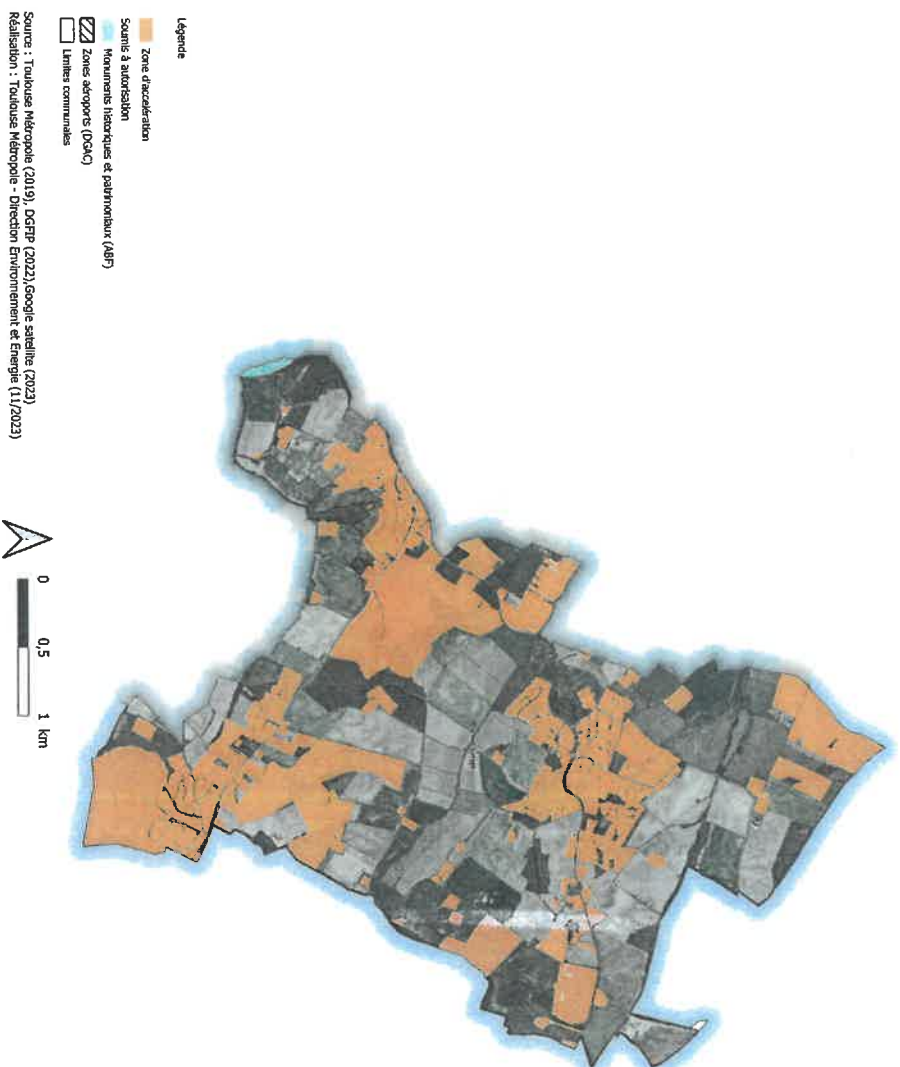 Légende
Zone d'accélération
Soumis à autorisation
Monuments historiques et patrimoniaux (ABF)
Zones aéroports (DGAC)
Limites communales
Source : Toulouse Métropole (2019), DGFIP (2022),Google satellite (2023)
Réalisation : Toulouse Métropole - Direction Environnement et Energie (11/2023)
0 0,5 1 km